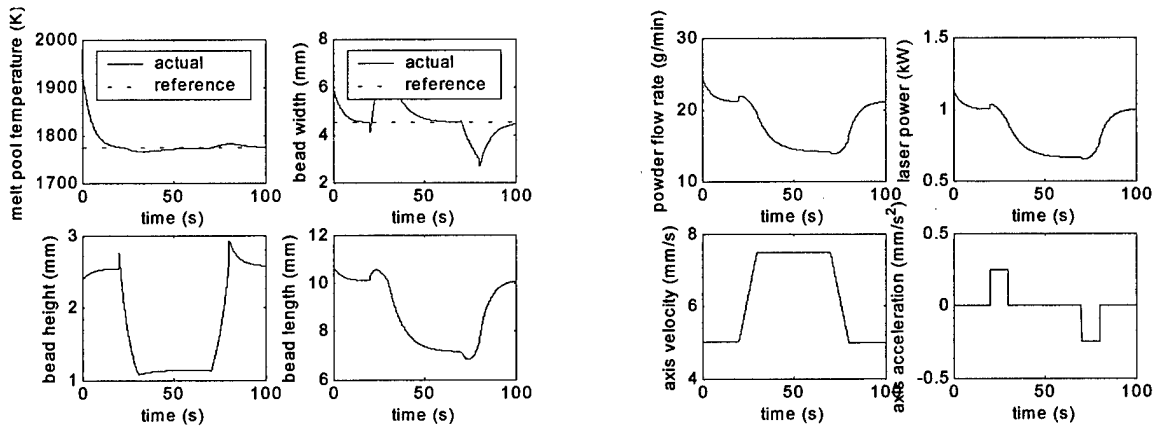 melt pool temperature (K)
2000
1900
1800
1700
0
50
100
time (s)
actual
reference
bead width (mm)
8
6
4
2
0
50
100
time (s)
actual
reference
powder flow rate (g/min)
30
20
10
0
50
100
time (s)
laser power (kW)
1.5
1
0.5
0
50
100
time (s)
bead height (mm)
3
2
1
0
50
100
time (s)
bead length (mm)
12
10
8
6
0
50
100
time (s)
axis velocity (mm/s)
8
6
4
0
50
100
time (s)
axis acceleration (mm/s²)
0.5
0
-0.5
0
50
100
time (s)